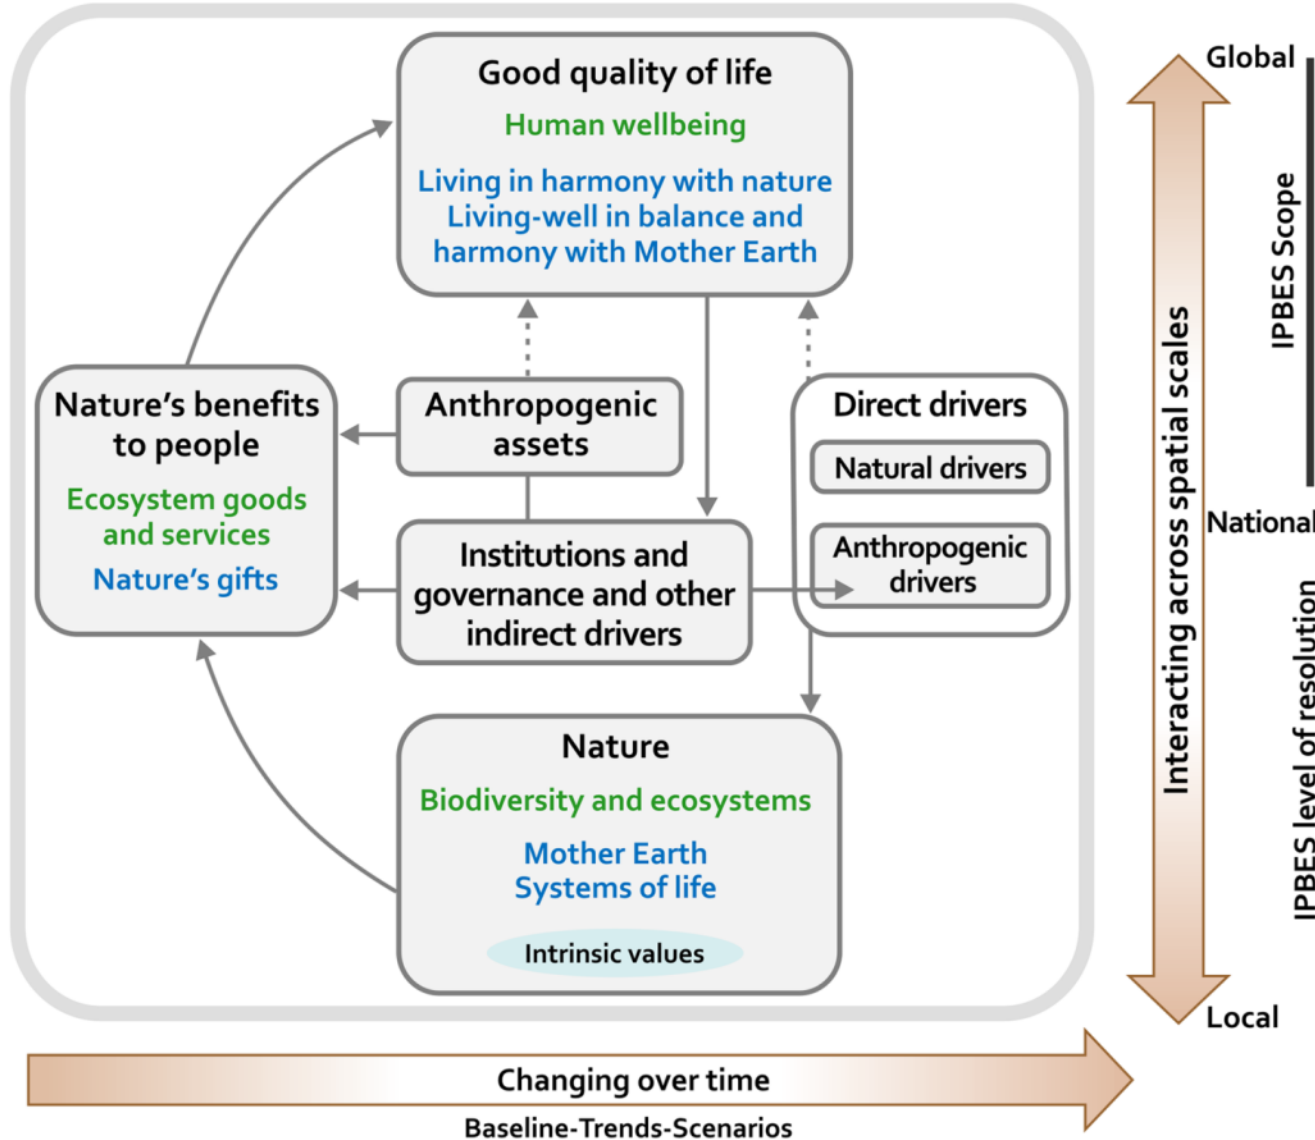 Good quality of life
Human wellbeing
Living in harmony with nature
Living-well in balance and
harmony with Mother Earth
Nature's benefits
to people
Ecosystem goods
and services
Nature's gifts
Anthropogenic
assets
Direct drivers
Natural drivers
Anthropogenic
drivers
Institutions and
governance and other
indirect drivers
Nature
Biodiversity and ecosystems
Mother Earth
Systems of life
Intrinsic values
Changing over time
Baseline-Trends-Scenarios
Interacting across spatial scales
Global
IPBES Scope
National
IPBES level of resolution
Local